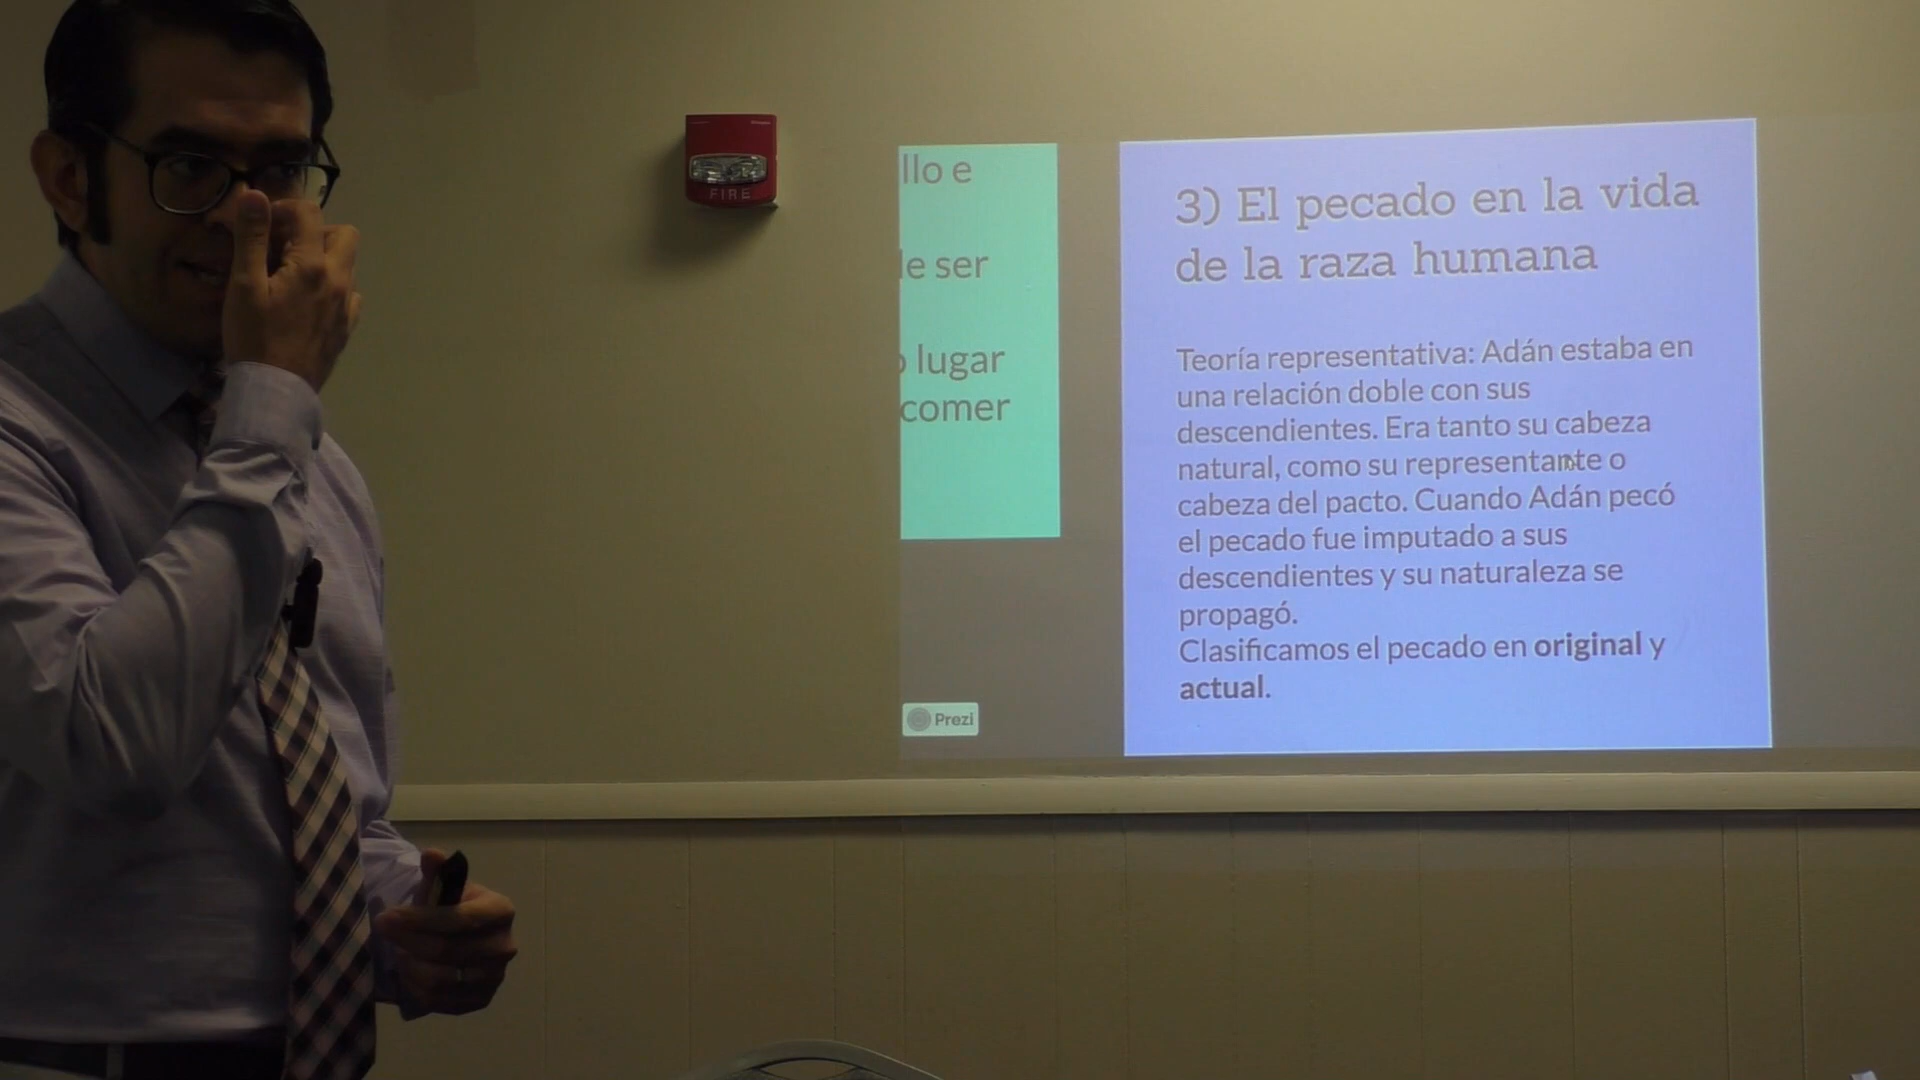 FIRE
llo e
e ser
lugar
comer
Prezi
3) El pecado en la vida
de la raza humana
Teoría representativa: Adán estaba en
una relación doble con sus
descendientes. Era tanto su cabeza
natural, como su representante o
cabeza del pacto. Cuando Adán pecó
el pecado fue imputado a sus
descendientes y su naturaleza se
propagó.
Clasificamos el pecado en original y
actual.